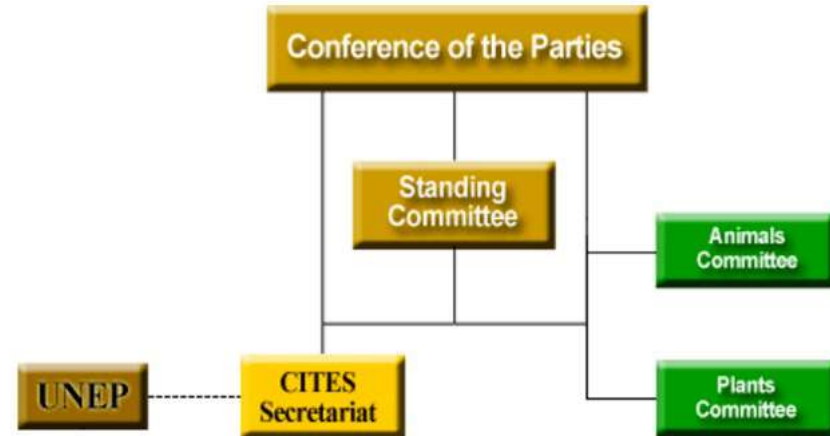 Conference of the Parties
Standing
Committee
Animals
Committee
UNEP
CITES
Secretariat
Plants
Committee